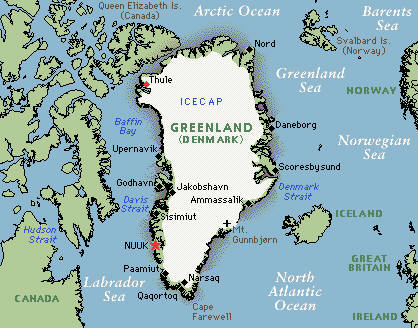 Queen Elizabeth Is.
(Canada)
Arctic Ocean
Barents
Sea
Svalbard Is.
(Norway)
Nord
Thule
ICECAP
Greenland
Sea
NORWAY
Baffin
Bay
GREENLAND
(DENMARK)
Daneborg
Upernavik
Norwegian
Sea
Scoresbysund
Godhavn
Jakobshavn
Denmark
Strait
Davis
Strait
Ammassalik
Sisimiut
ICELAND
Hudson
Strait
Mt.
Gunnbjørn
NUUK
GREAT
BRITAIN
Paamiut
Labrador
Sea
Narsaq
North
Atlantic
Ocean
CANADA
Qaqortoq
Cape
Farewell
IRELAND